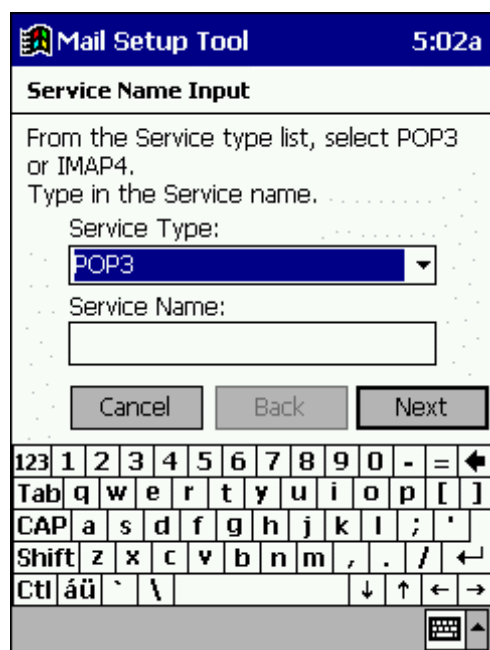 Mail Setup Tool 5:02a
Service Name Input
From the Service type list, select POP3
or IMAP4.
Type in the Service name.
Service Type:
POP3
Service Name:
Cancel Back Next
123 1 2 3 4 5 6 7 8 9 0 - = 
Tab q w e r t y u i o p [ ]
CAP a s d f g h j k l ; '
Shift z x c v b n m , . / ↵
Ctl áü ` \ ↓ ↑ ← →